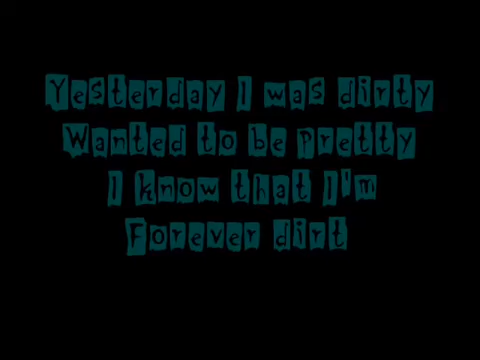 Yesterday I was dirty
Wanted to be pretty
I know that I'm
Forever dirt